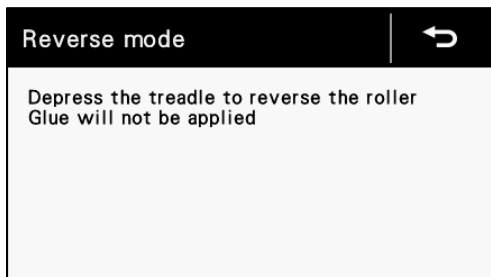 Reverse mode
Depress the treadle to reverse the roller
Glue will not be applied